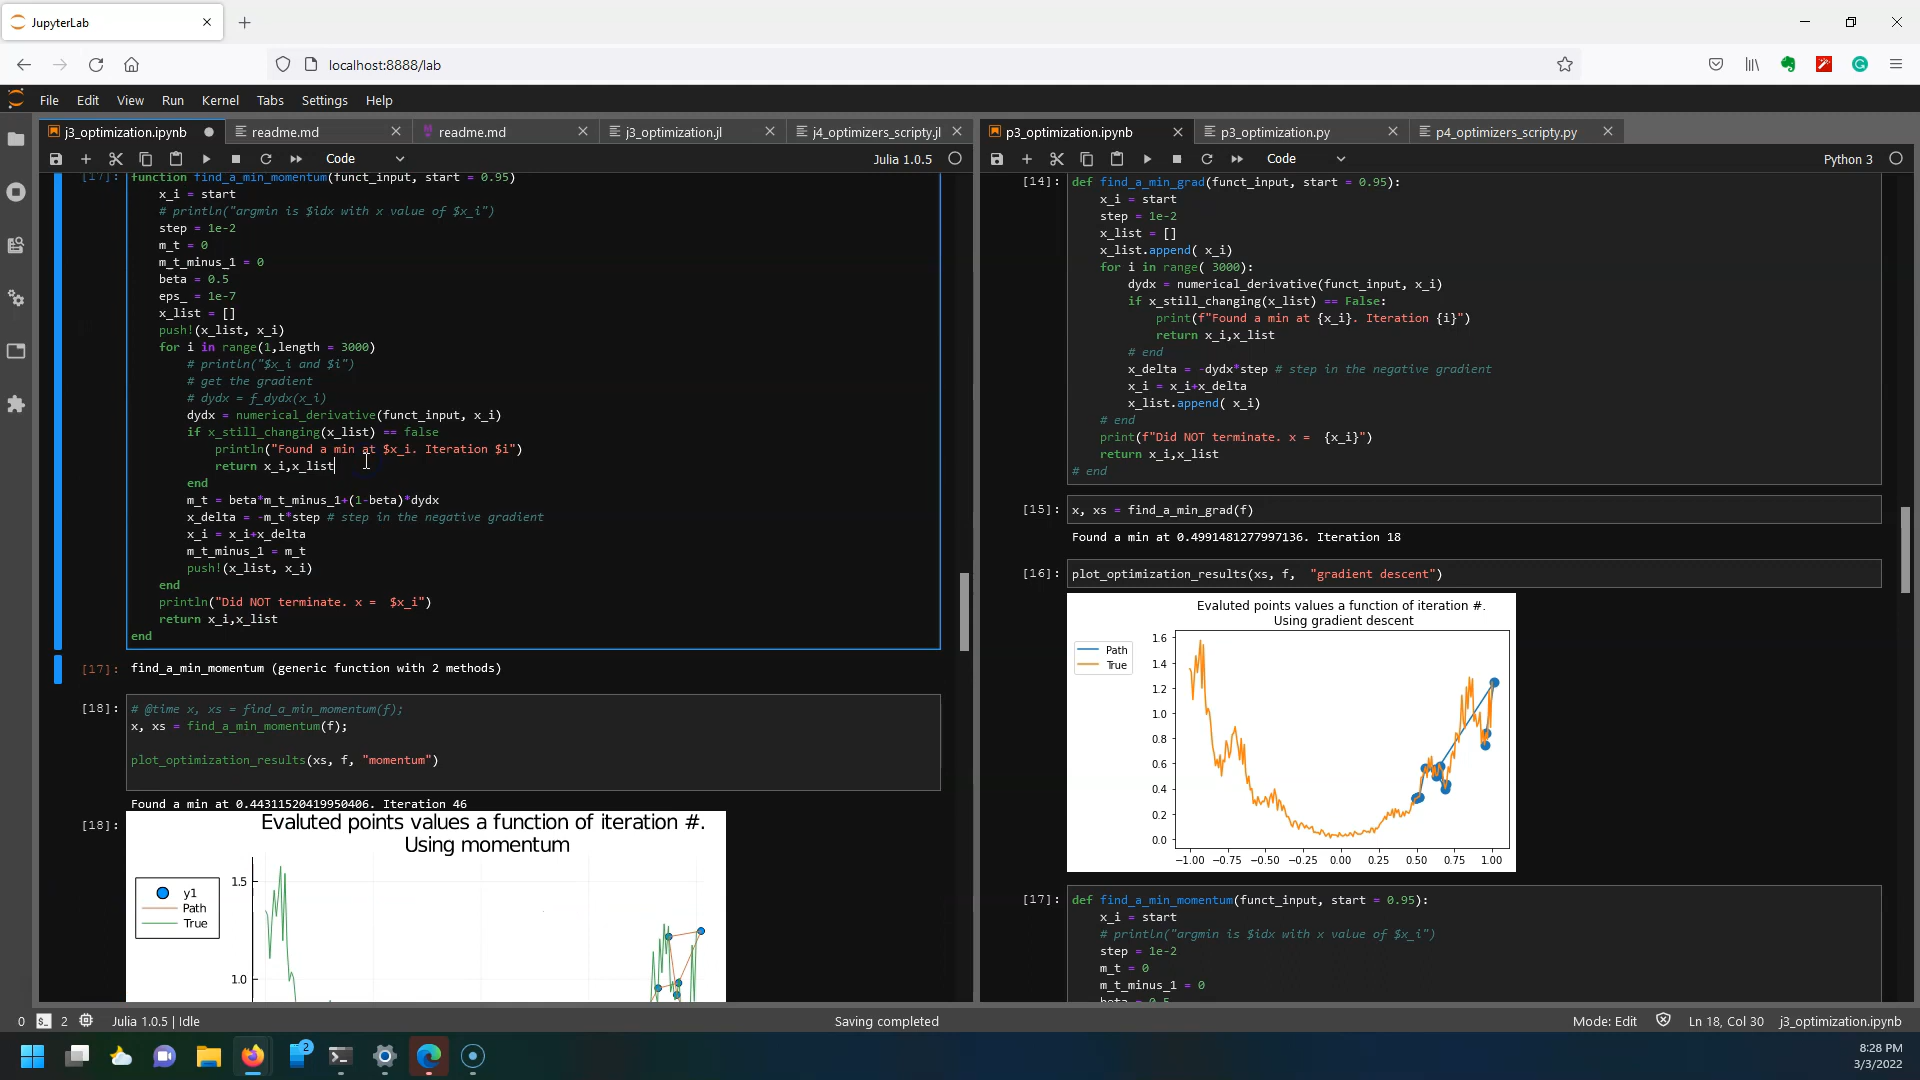 JupyterLab
localhost:8888/lab
File Edit View Run Kernel Tabs Settings Help
j3_optimization.ipynb
readme.md
readme.md
j3_optimization.jl
j4_optimizers_scripty.jl
Code
Julia 1.0.5
[17]:
function find_a_min_momentum(funct_input, start = 0.95)
x_i = start
# println("argmin is $idx with x value of $x_i")
step = 1e-2
m_t = 0
m_t_minus_1 = 0
beta = 0.5
eps_ = 1e-7
x_list = []
push!(x_list, x_i)
for i in range(1,length = 3000)
# println("$x_i and $i")
# get the gradient
# dydx = f_dydx(x_i)
dydx = numerical_derivative(funct_input, x_i)
if x_still_changing(x_list) == false
println("Found a min at $x_i. Iteration $i")
return x_i,x_list
end
m_t = beta*m_t_minus_1+(1-beta)*dydx
x_delta = -m_t*step # step in the negative gradient
x_i = x_i+x_delta
m_t_minus_1 = m_t
push!(x_list, x_i)
end
println("Did NOT terminate. x =  $x_i")
return x_i,x_list
end
[17]: find_a_min_momentum (generic function with 2 methods)
[18]: # @time x, xs = find_a_min_momentum(f);
x, xs = find_a_min_momentum(f);
plot_optimization_results(xs, f, "momentum")
Found a min at 0.44311520419950406. Iteration 46
[18]:
Evaluted points values a function of iteration #.
Using momentum
y1
Path
True
1.5
1.0
p3_optimization.ipynb
p3_optimization.py
p4_optimizers_scripty.py
Code
Python 3
[14]: def find_a_min_grad(funct_input, start = 0.95):
x_i = start
step = 1e-2
x_list = []
x_list.append( x_i)
for i in range( 3000):
dydx = numerical_derivative(funct_input, x_i)
if x_still_changing(x_list) == False:
print(f"Found a min at {x_i}. Iteration {i}")
return x_i,x_list
# end
x_delta = -dydx*step # step in the negative gradient
x_i = x_i+x_delta
x_list.append( x_i)
# end
print(f"Did NOT terminate. x =  {x_i}")
return x_i,x_list
# end
[15]: x, xs = find_a_min_grad(f)
Found a min at 0.4991481277997136. Iteration 18
[16]: plot_optimization_results(xs, f,  "gradient descent")
Evaluted points values a function of iteration #.
Using gradient descent
Path
True
1.6
1.4
1.2
1.0
0.8
0.6
0.4
0.2
0.0
−1.00 −0.75 −0.50 −0.25 0.00 0.25 0.50 0.75 1.00
[17]: def find_a_min_momentum(funct_input, start = 0.95):
x_i = start
# println("argmin is $idx with x value of $x_i")
step = 1e-2
m_t = 0
m_t_minus_1 = 0
beta = 0.5
0 $_ 2 Julia 1.0.5 | Idle
Saving completed
Mode: Edit Ln 18, Col 30 j3_optimization.ipynb
2
8:28 PM
3/3/2022